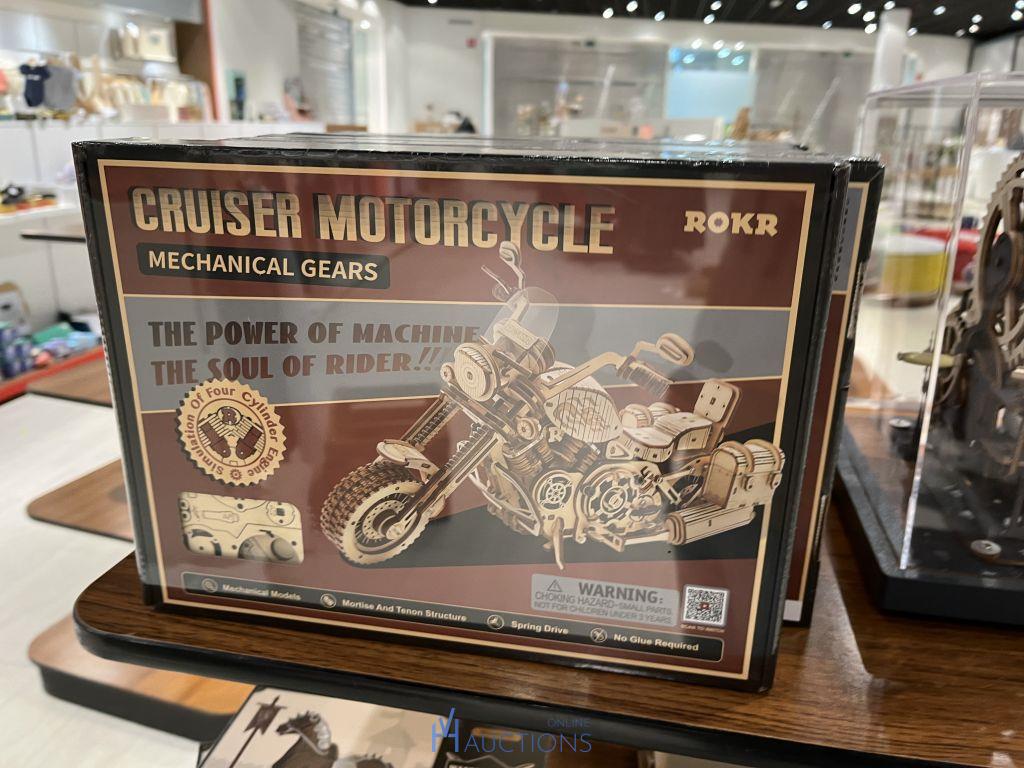 CRUISER MOTORCYCLE
ROKR
MECHANICAL GEARS
THE POWER OF MACHINE
THE SOUL OF RIDER!!
Simulation Of Four Cylinder Engine
R
Mechanical Models
Mortise And Tenon Structure
Spring Drive
No Glue Required
WARNING:
CHOKING HAZARD-SMALL PARTS
NOT FOR CHILDREN UNDER 3 YEARS
ONLINE
AUCTIONS